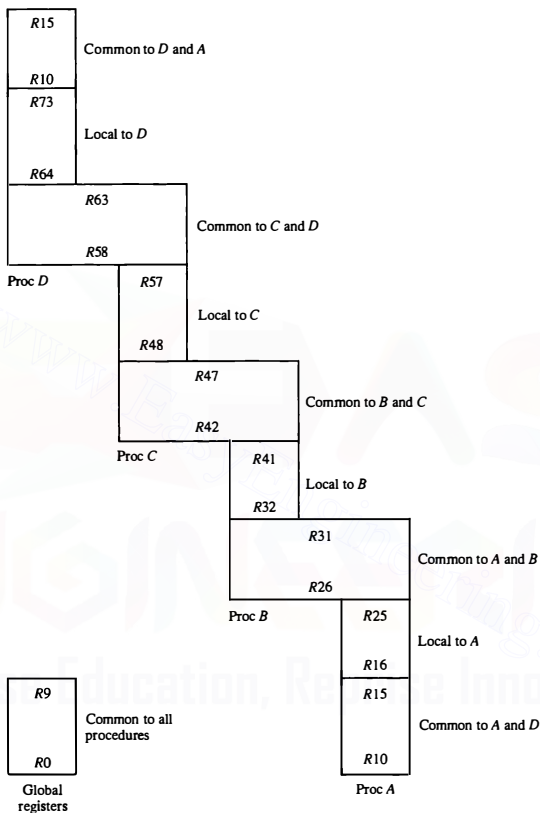 R15
Common to D and A
R10
R73
Local to D
R64
R63
Common to C and D
R58
Proc D
R57
Local to C
R48
R47
Common to B and C
R42
Proc C
R41
Local to B
R32
R31
Common to A and B
R26
Proc B
R25
Local to A
R16
R15
Common to A and D
R10
Proc A
R9
Common to all
procedures
R0
Global
registers